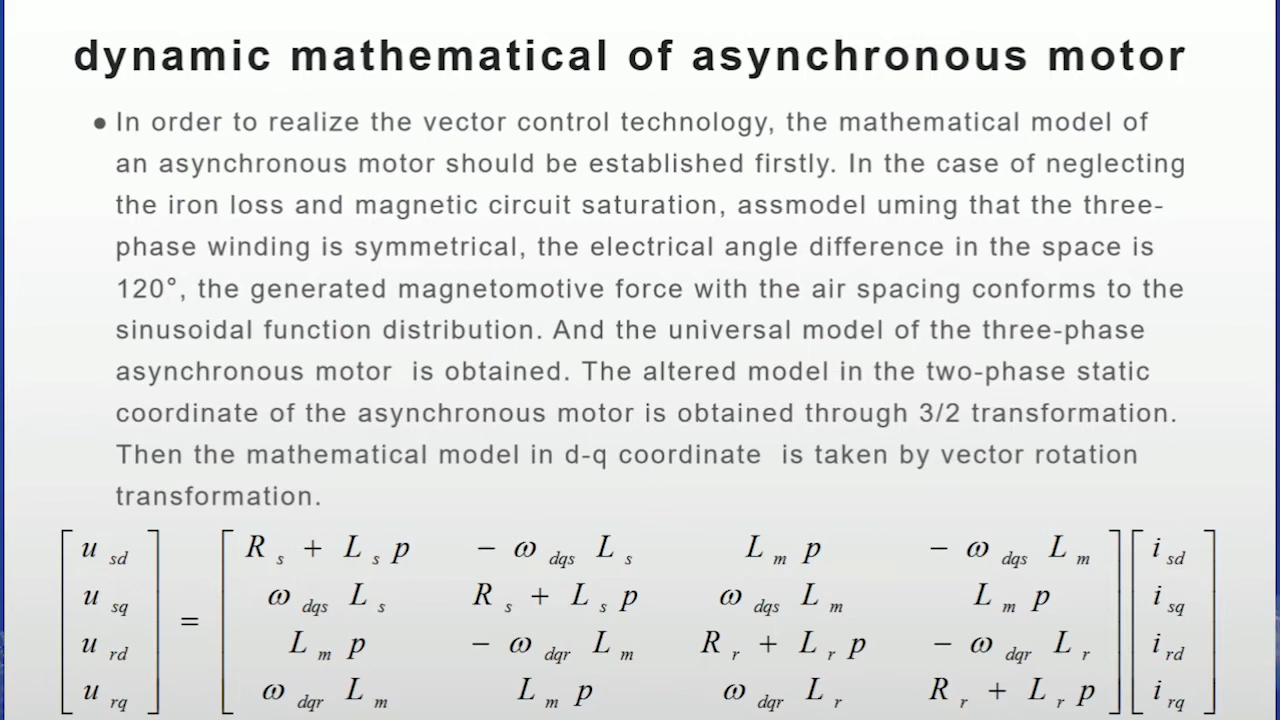 dynamic mathematical of asynchronous motor
● In order to realize the vector control technology, the mathematical model of
an asynchronous motor should be established firstly. In the case of neglecting
the iron loss and magnetic circuit saturation, assmodel uming that the three-
phase winding is symmetrical, the electrical angle difference in the space is
120°, the generated magnetomotive force with the air spacing conforms to the
sinusoidal function distribution. And the universal model of the three-phase
asynchronous motor is obtained. The altered model in the two-phase static
coordinate of the asynchronous motor is obtained through 3/2 transformation.
Then the mathematical model in d-q coordinate is taken by vector rotation
transformation.
u sd R s + L s p − ω dqs L s L m p − ω dqs L m i sd
u sq ω dqs L s R s + L s p ω dqs L m L m p i sq
=
u rd L m p − ω dqr L m R r + L r p − ω dqr L r i rd
u rq ω dqr L m L m p ω dqr L r R r + L r p i rq